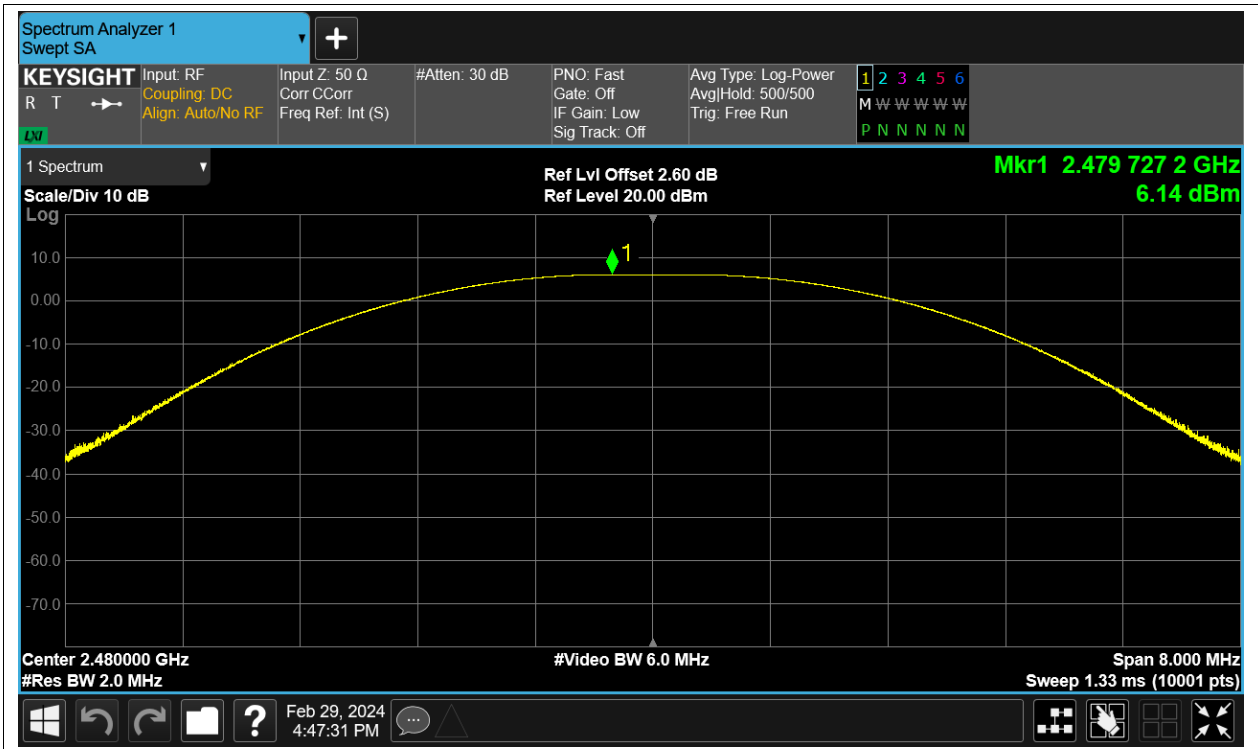 Spectrum Analyzer 1
Swept SA
KEYSIGHT
R T
LXI
Input: RF
Coupling: DC
Align: Auto/No RF
Input Z: 50 Ω
Corr CCorr
Freq Ref: Int (S)
#Atten: 30 dB
PNO: Fast
Gate: Off
IF Gain: Low
Sig Track: Off
Avg Type: Log-Power
Avg|Hold: 500/500
Trig: Free Run
1 2 3 4 5 6
M W W W W W
P N N N N N
1 Spectrum
Scale/Div 10 dB
Log
Ref Lvl Offset 2.60 dB
Ref Level 20.00 dBm
Mkr1 2.479 727 2 GHz
6.14 dBm
1
10.0
0.00
-10.0
-20.0
-30.0
-40.0
-50.0
-60.0
-70.0
Center 2.480000 GHz
#Res BW 2.0 MHz
#Video BW 6.0 MHz
Span 8.000 MHz
Sweep 1.33 ms (10001 pts)
?
Feb 29, 2024
4:47:31 PM